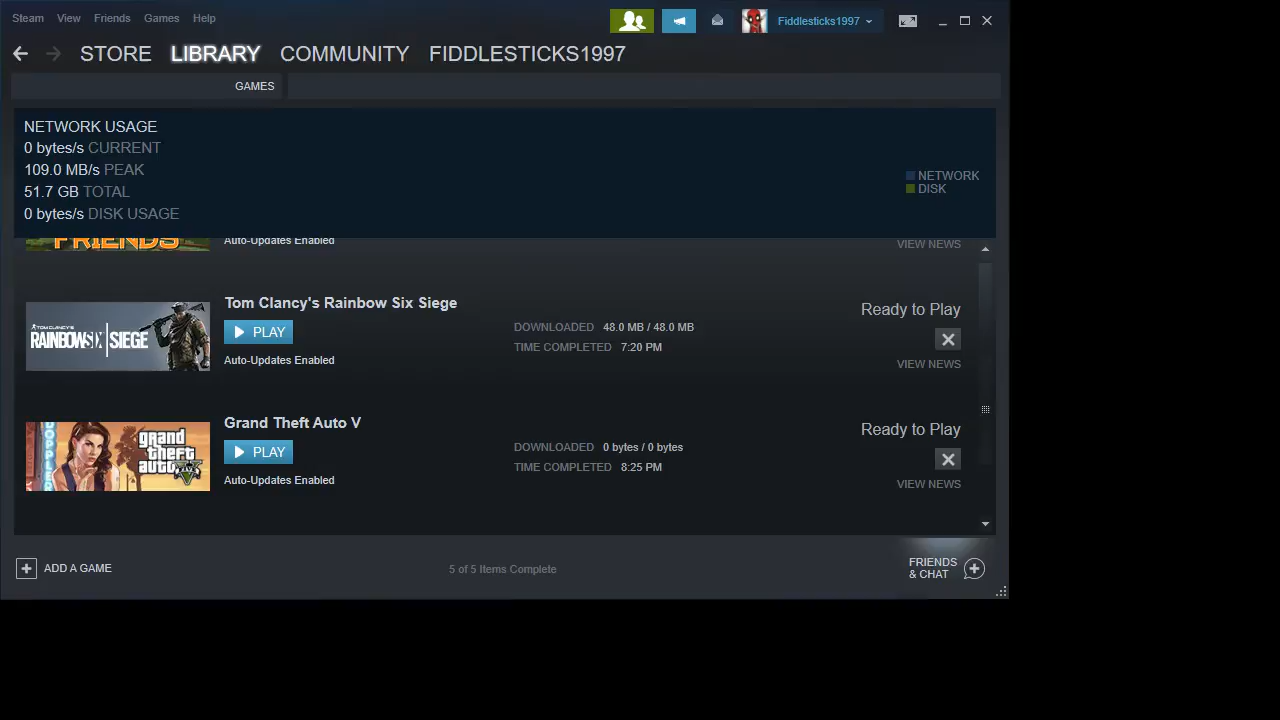 Steam View Friends Games Help
Fiddlesticks1997
STORE LIBRARY COMMUNITY FIDDLESTICKS1997
GAMES
NETWORK USAGE
0 bytes/s CURRENT
109.0 MB/s PEAK
51.7 GB TOTAL
0 bytes/s DISK USAGE
NETWORK
DISK
FRIENDS
Auto-Updates Enabled
VIEW NEWS
TOM CLANCY'S
RAINBOWSIX|SIEGE
Tom Clancy's Rainbow Six Siege
PLAY
Auto-Updates Enabled
DOWNLOADED 48.0 MB / 48.0 MB
TIME COMPLETED 7:20 PM
Ready to Play
VIEW NEWS
DOPPLER
grand
theft
auto
V
Grand Theft Auto V
PLAY
Auto-Updates Enabled
DOWNLOADED 0 bytes / 0 bytes
TIME COMPLETED 8:25 PM
Ready to Play
VIEW NEWS
ADD A GAME
5 of 5 Items Complete
FRIENDS
& CHAT